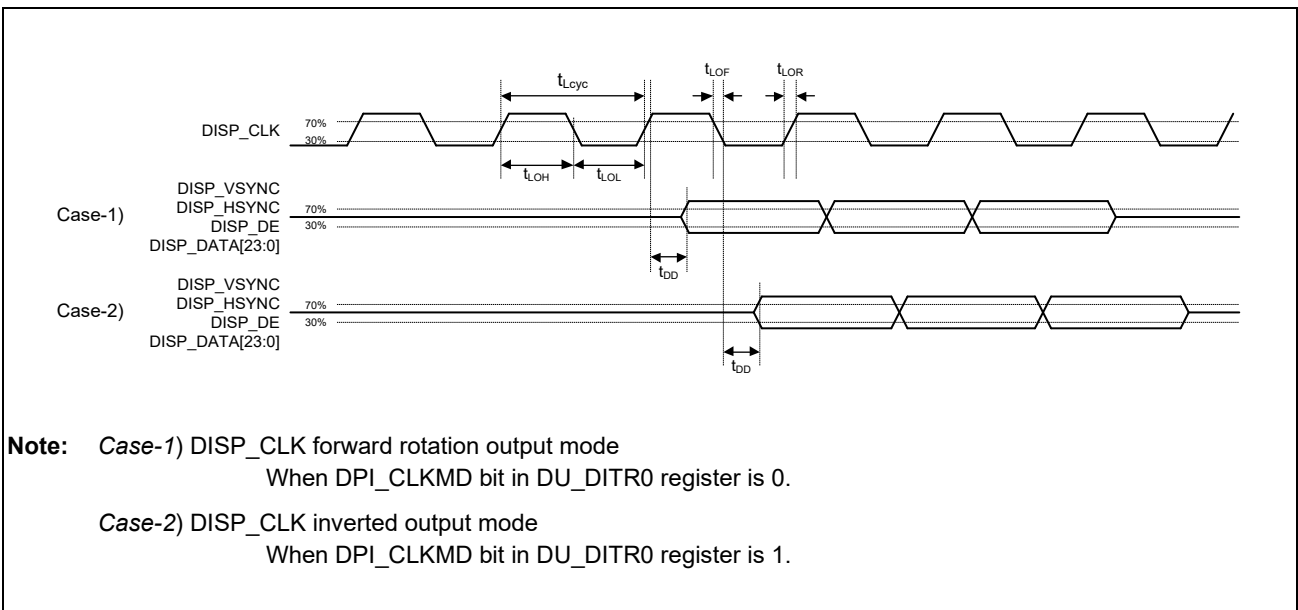 tLcyc
tLOF
tLOR
DISP_CLK
70%
30%
tLOH
tLOL
Case-1)
DISP_VSYNC
DISP_HSYNC
DISP_DE
DISP_DATA[23:0]
70%
30%
tDD
Case-2)
DISP_VSYNC
DISP_HSYNC
DISP_DE
DISP_DATA[23:0]
70%
30%
tDD
Note: Case-1) DISP_CLK forward rotation output mode
When DPI_CLKMD bit in DU_DITR0 register is 0.
Case-2) DISP_CLK inverted output mode
When DPI_CLKMD bit in DU_DITR0 register is 1.